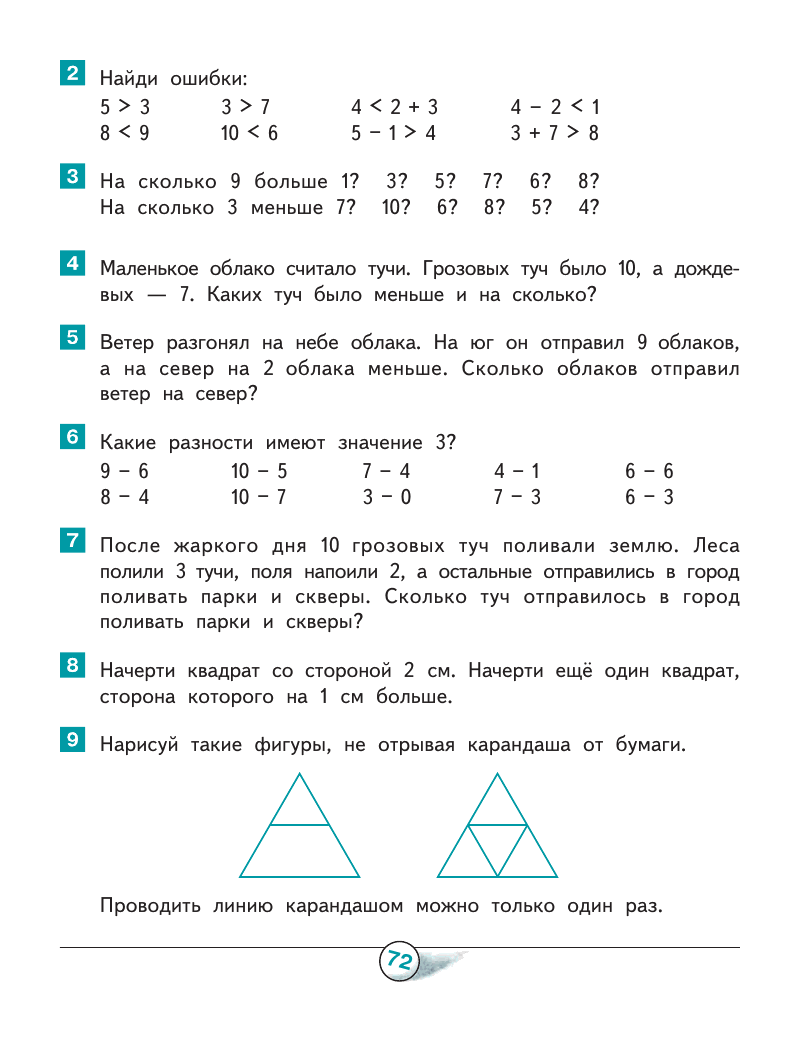 2 Найди ошибки:
5 > 3 3 > 7 4 < 2 + 3 4 – 2 < 1
8 < 9 10 < 6 5 – 1 > 4 3 + 7 > 8
3 На сколько 9 больше 1? 3? 5? 7? 6? 8?
На сколько 3 меньше 7? 10? 6? 8? 5? 4?
4 Маленькое облако считало тучи. Грозовых туч было 10, а дожде-
вых — 7. Каких туч было меньше и на сколько?
5 Ветер разгонял на небе облака. На юг он отправил 9 облаков,
а на север на 2 облака меньше. Сколько облаков отправил
ветер на север?
6 Какие разности имеют значение 3?
9 – 6 10 – 5 7 – 4 4 – 1 6 – 6
8 – 4 10 – 7 3 – 0 7 – 3 6 – 3
7 После жаркого дня 10 грозовых туч поливали землю. Леса
полили 3 тучи, поля напоили 2, а остальные отправились в город
поливать парки и скверы. Сколько туч отправилось в город
поливать парки и скверы?
8 Начерти квадрат со стороной 2 см. Начерти ещё один квадрат,
сторона которого на 1 см больше.
9 Нарисуй такие фигуры, не отрывая карандаша от бумаги.
Проводить линию карандашом можно только один раз.
72